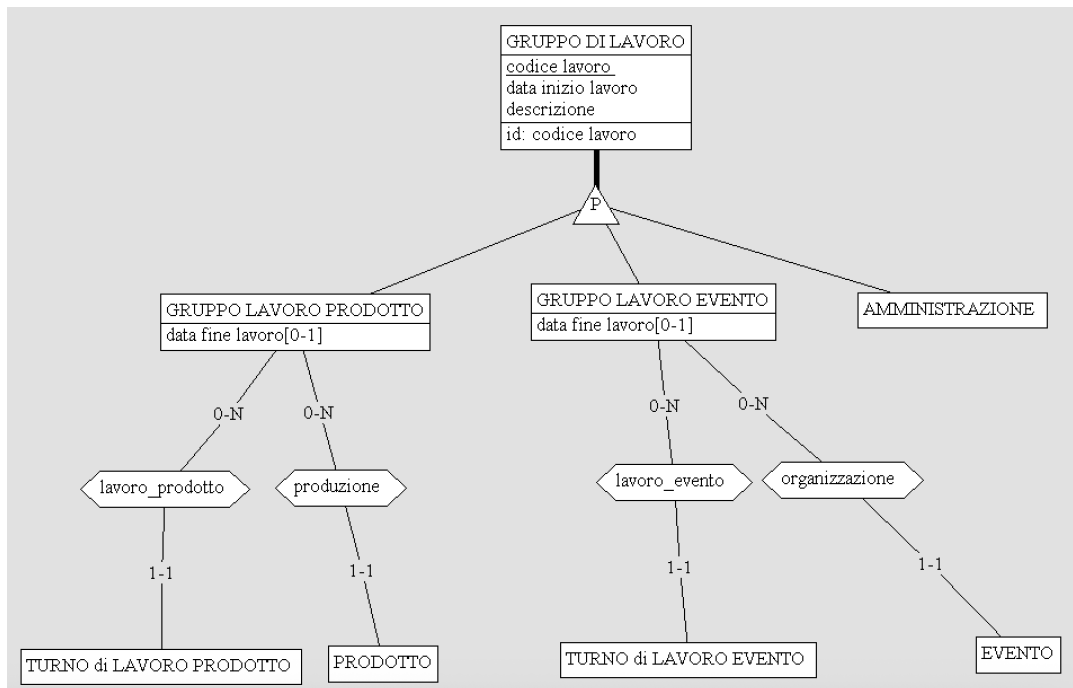 GRUPPO DI LAVORO
codice lavoro
data inizio lavoro
descrizione
id: codice lavoro
P
GRUPPO LAVORO PRODOTTO
data fine lavoro[0-1]
GRUPPO LAVORO EVENTO
data fine lavoro[0-1]
AMMINISTRAZIONE
0-N
0-N
0-N
0-N
lavoro_prodotto
produzione
lavoro_evento
organizzazione
1-1
1-1
1-1
1-1
TURNO di LAVORO PRODOTTO
PRODOTTO
TURNO di LAVORO EVENTO
EVENTO